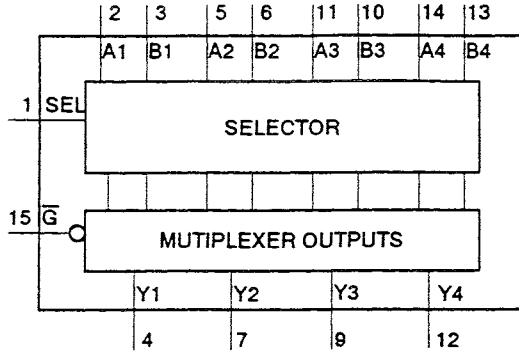 2 3 5 6 11 10 14 13
A1 B1 A2 B2 A3 B3 A4 B4
1 SEL
SELECTOR
15 G̅
MUTIPLEXER OUTPUTS
Y1 Y2 Y3 Y4
4 7 9 12